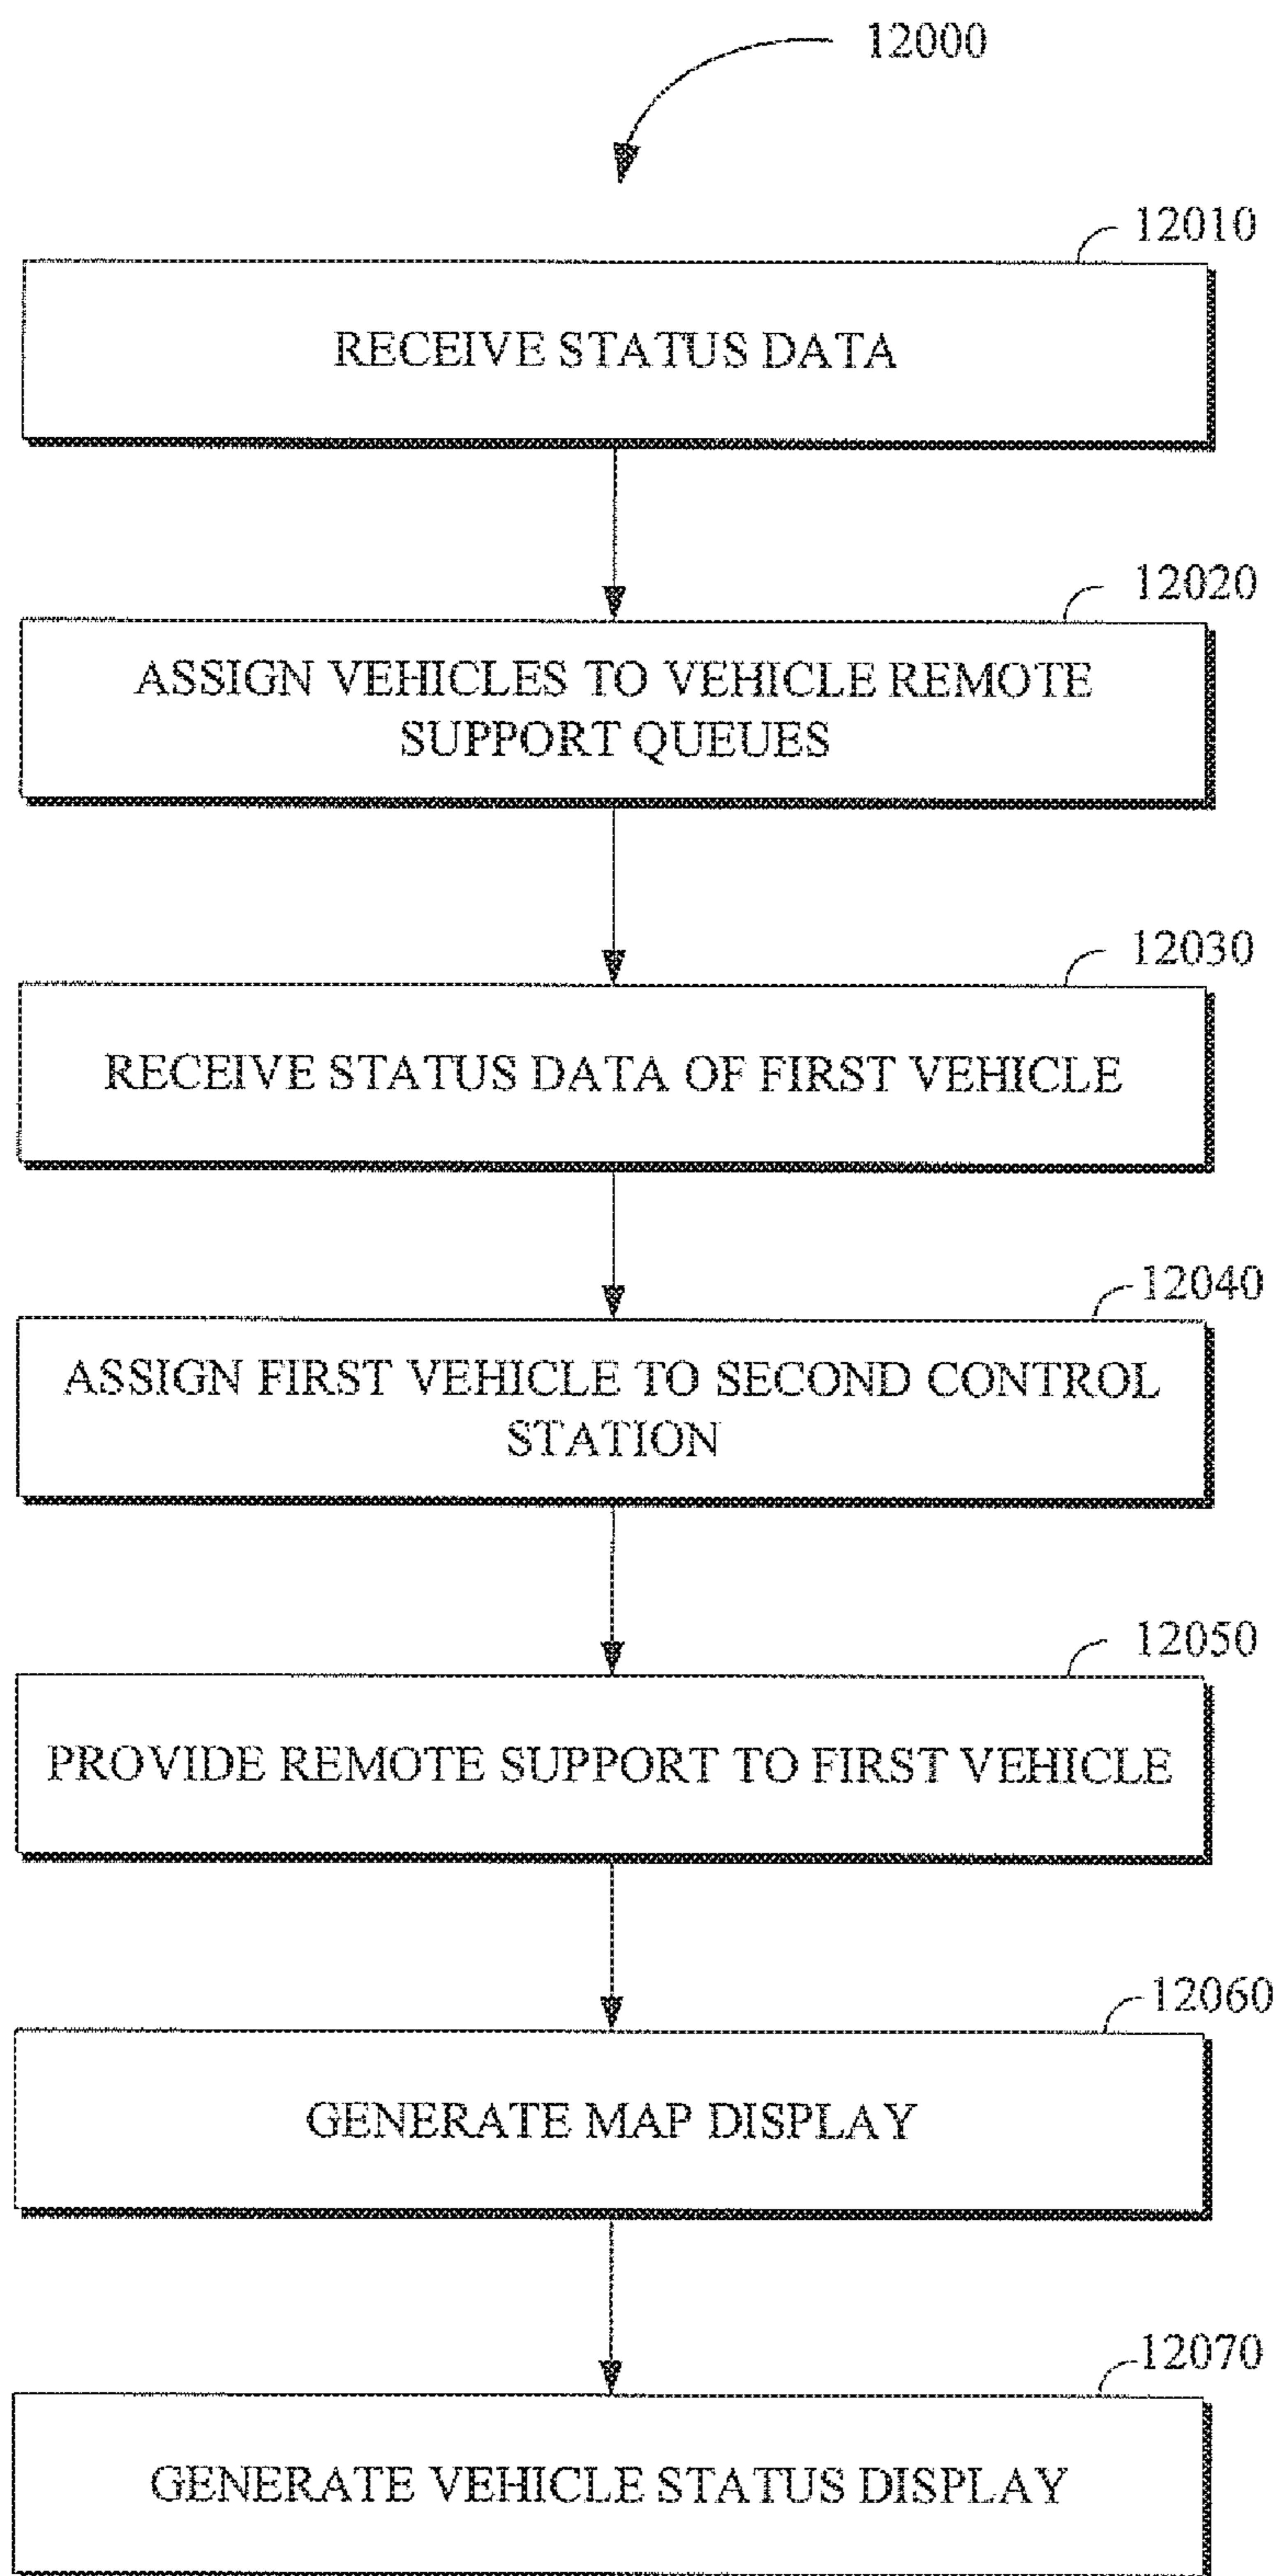 12000
12010
RECEIVE STATUS DATA
12020
ASSIGN VEHICLES TO VEHICLE REMOTE
SUPPORT QUEUES
12030
RECEIVE STATUS DATA OF FIRST VEHICLE
12040
ASSIGN FIRST VEHICLE TO SECOND CONTROL
STATION
12050
PROVIDE REMOTE SUPPORT TO FIRST VEHICLE
12060
GENERATE MAP DISPLAY
12070
GENERATE VEHICLE STATUS DISPLAY